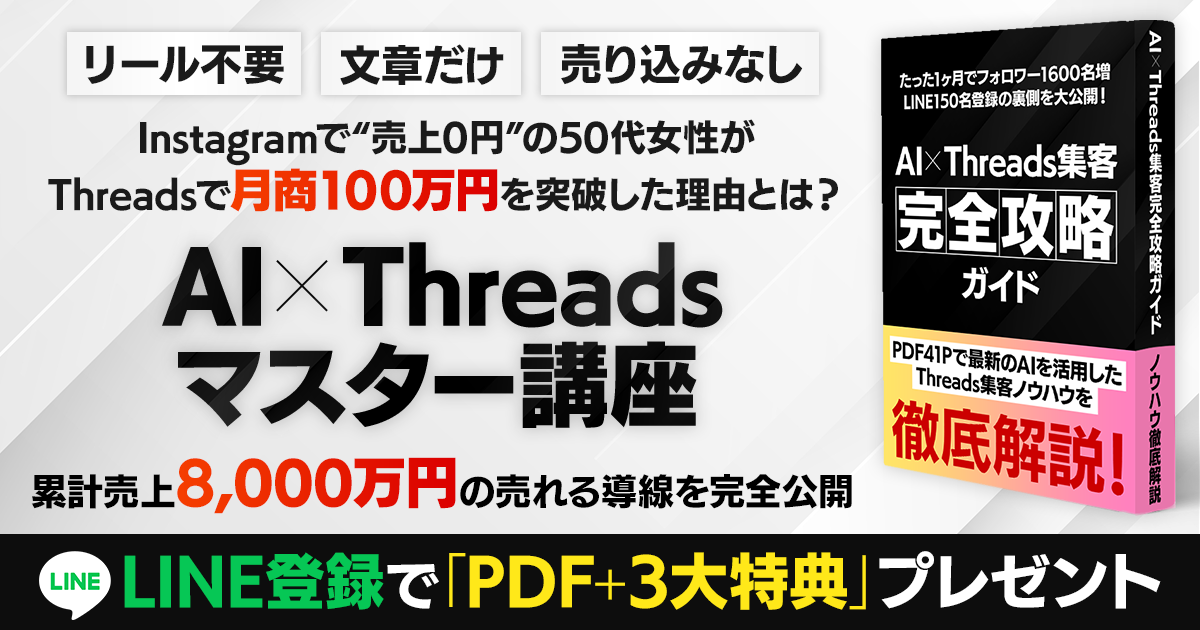 リール不要
文章だけ
売り込みなし
Instagramで“売上0円”の50代女性が
Threadsで月商100万円を突破した理由とは？
AI×Threads
マスター講座
累計売上8,000万円の売れる導線を完全公開
たった1ヶ月でフォロワー1600名増
LINE150名登録の裏側を大公開！
AI×Threads集客
完全攻略
ガイド
PDF41Pで最新のAIを活用した
Threads集客ノウハウを
徹底解説！
AI×Threads集客完全攻略ガイド
ノウハウ徹底解説
LINE
LINE登録で「PDF+3大特典」プレゼント